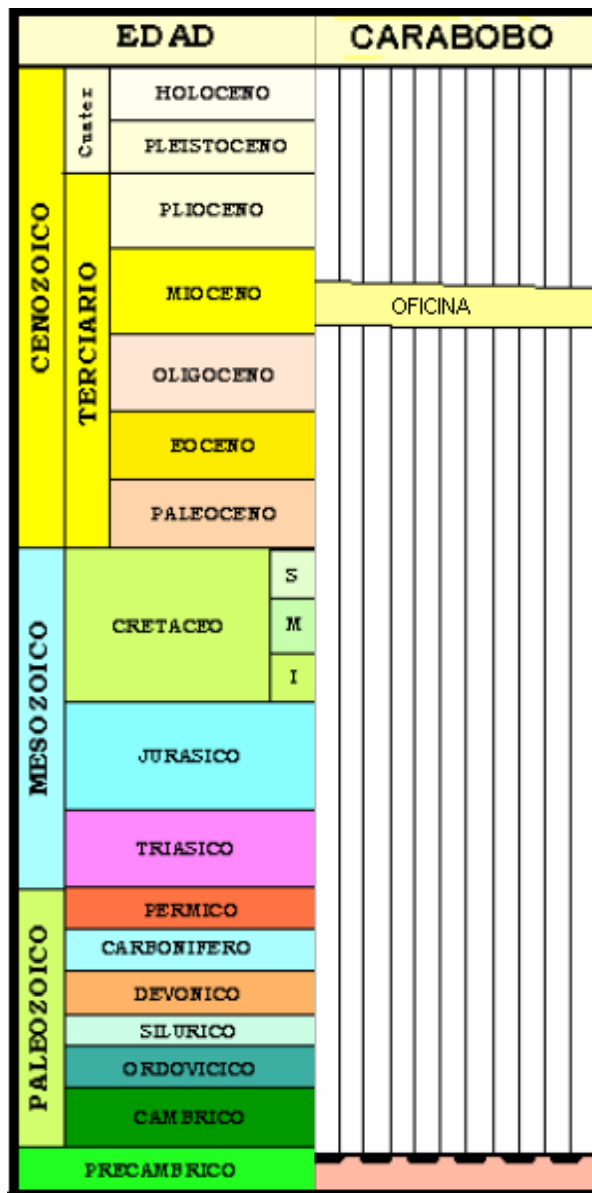 EDAD CARABOBO
CENOZOICO
Cuater
HOLOCENO
PLEISTOCENO
TERCIARIO
PLIOCENO
MIOCENO
OFICINA
OLIGOCENO
EOCENO
PALEOCENO
MESOZOICO
CRETACEO
S
M
I
JURASICO
TRIASICO
PALEOZOICO
PERMICO
CARBONIFERO
DEVONICO
SILURICO
ORDOVICICO
CAMBRICO
PRECAMBRICO